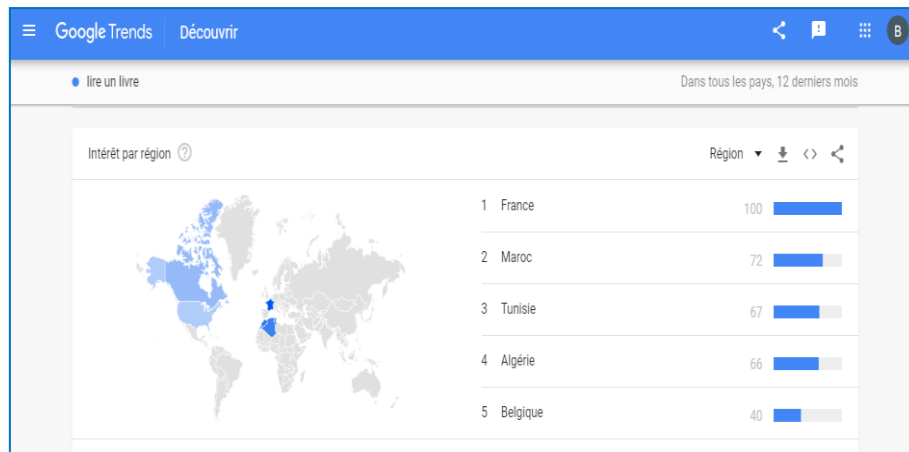 Google Trends Découvrir B
lire un livre Dans tous les pays, 12 derniers mois
Intérêt par région ? Région
1 France 100
2 Maroc 72
3 Tunisie 67
4 Algérie 66
5 Belgique 40